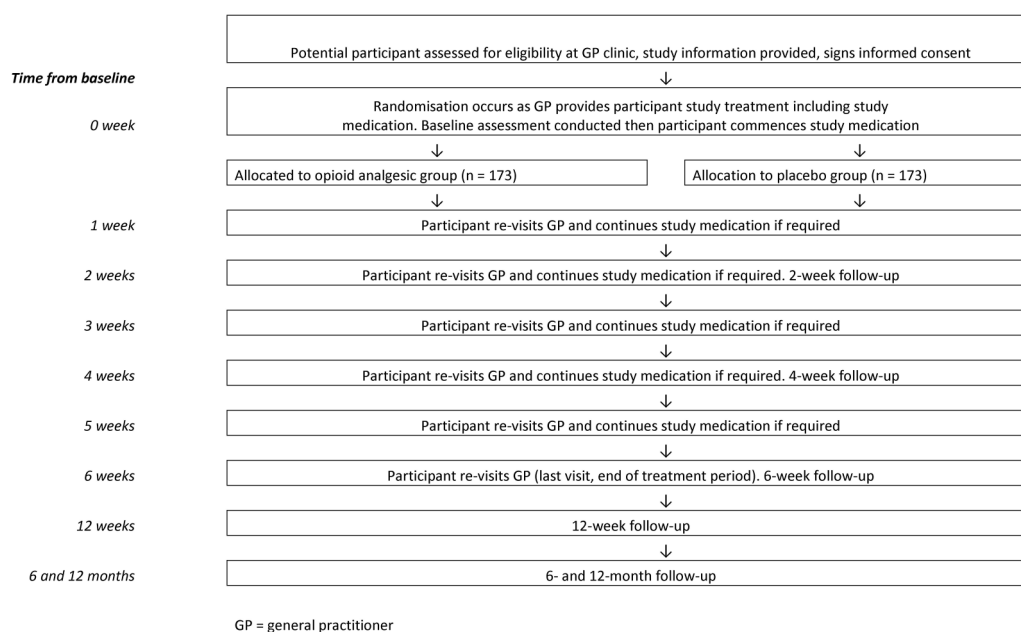 Potential participant assessed for eligibility at GP clinic, study information provided, signs informed consent
Time from baseline
0 week
Randomisation occurs as GP provides participant study treatment including study
medication. Baseline assessment conducted then participant commences study medication
Allocated to opioid analgesic group (n = 173)
Allocation to placebo group (n = 173)
1 week
Participant re-visits GP and continues study medication if required
2 weeks
Participant re-visits GP and continues study medication if required. 2-week follow-up
3 weeks
Participant re-visits GP and continues study medication if required
4 weeks
Participant re-visits GP and continues study medication if required. 4-week follow-up
5 weeks
Participant re-visits GP and continues study medication if required
6 weeks
Participant re-visits GP (last visit, end of treatment period). 6-week follow-up
12 weeks
12-week follow-up
6 and 12 months
6- and 12-month follow-up
GP = general practitioner